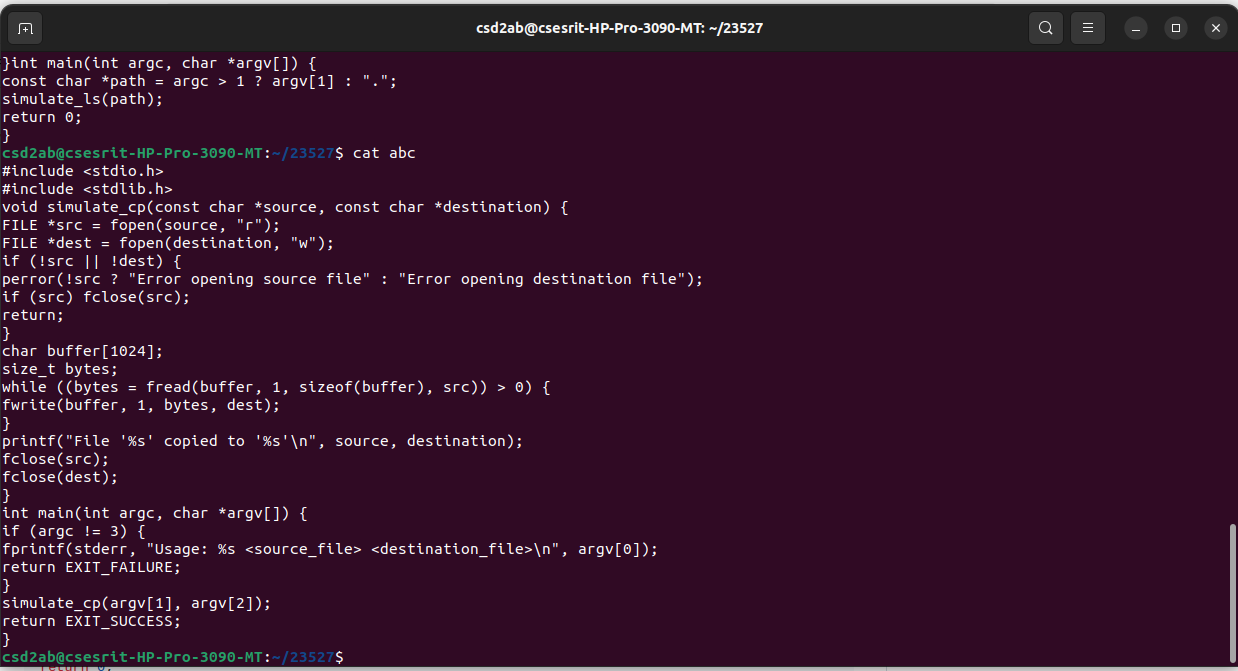 csd2ab@csesrit-HP-Pro-3090-MT: ~/23527
}int main(int argc, char *argv[]) {
const char *path = argc > 1 ? argv[1] : ".";
simulate_ls(path);
return 0;
}
csd2ab@csesrit-HP-Pro-3090-MT:~/23527$ cat abc
#include <stdio.h>
#include <stdlib.h>
void simulate_cp(const char *source, const char *destination) {
FILE *src = fopen(source, "r");
FILE *dest = fopen(destination, "w");
if (!src || !dest) {
perror(!src ? "Error opening source file" : "Error opening destination file");
if (src) fclose(src);
return;
}
char buffer[1024];
size_t bytes;
while ((bytes = fread(buffer, 1, sizeof(buffer), src)) > 0) {
fwrite(buffer, 1, bytes, dest);
}
printf("File '%s' copied to '%s'\n", source, destination);
fclose(src);
fclose(dest);
}
int main(int argc, char *argv[]) {
if (argc != 3) {
fprintf(stderr, "Usage: %s <source_file> <destination_file>\n", argv[0]);
return EXIT_FAILURE;
}
simulate_cp(argv[1], argv[2]);
return EXIT_SUCCESS;
}
csd2ab@csesrit-HP-Pro-3090-MT:~/23527$
return 0;